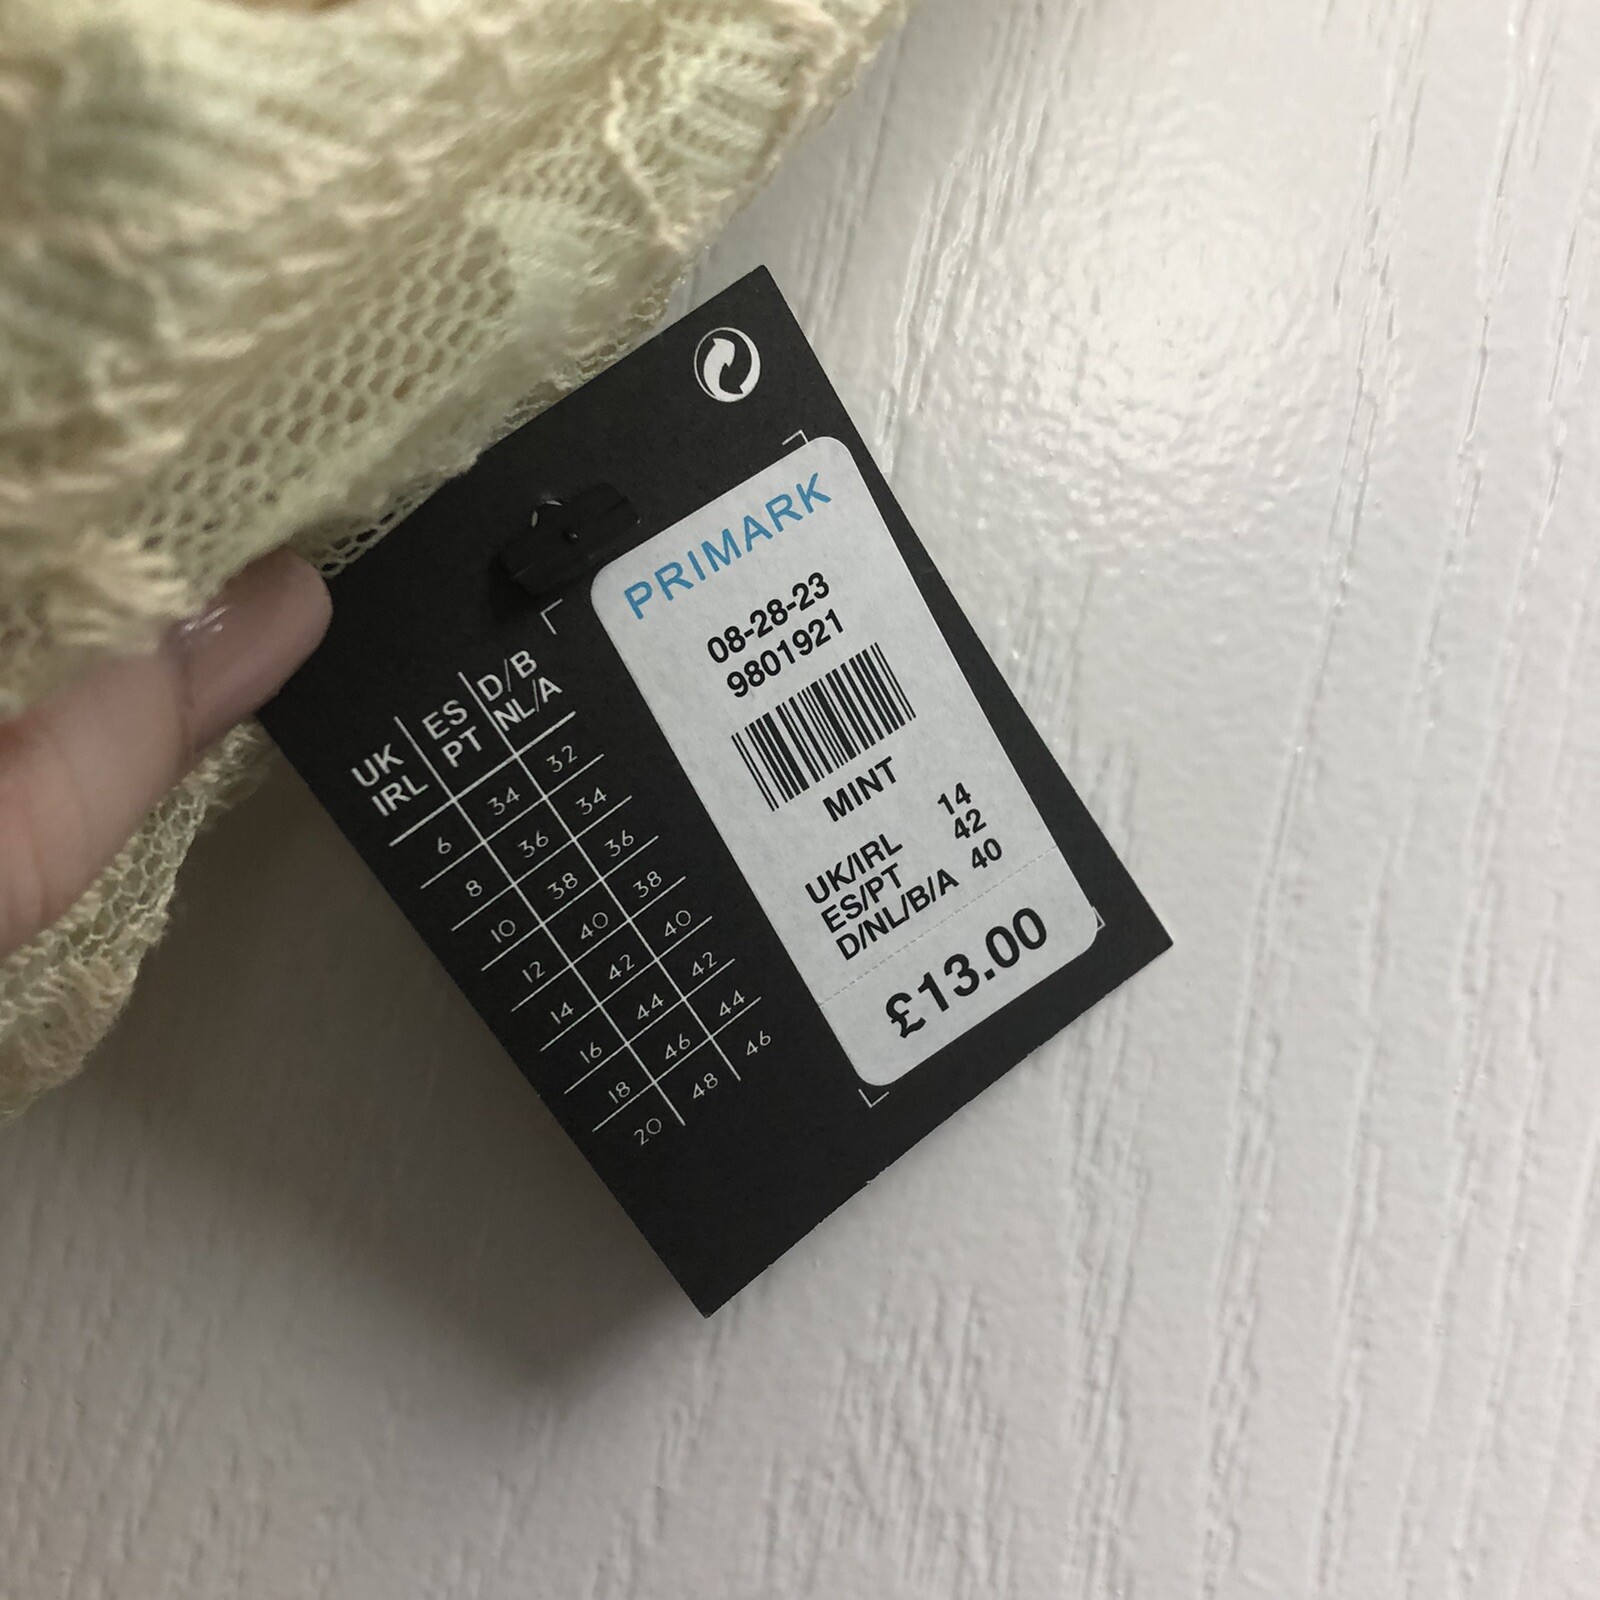 UK IRL | ES PT | D/B NL/A
6 34 32
8 36 34
10 38 36
12 40 38
14 42 40
16 44 42
18 46 44
20 48 46
PRIMARK
08-28-23
9801921
MINT
UK/IRL 14
ES/PT 42
D/NL/B/A 40
£13.00